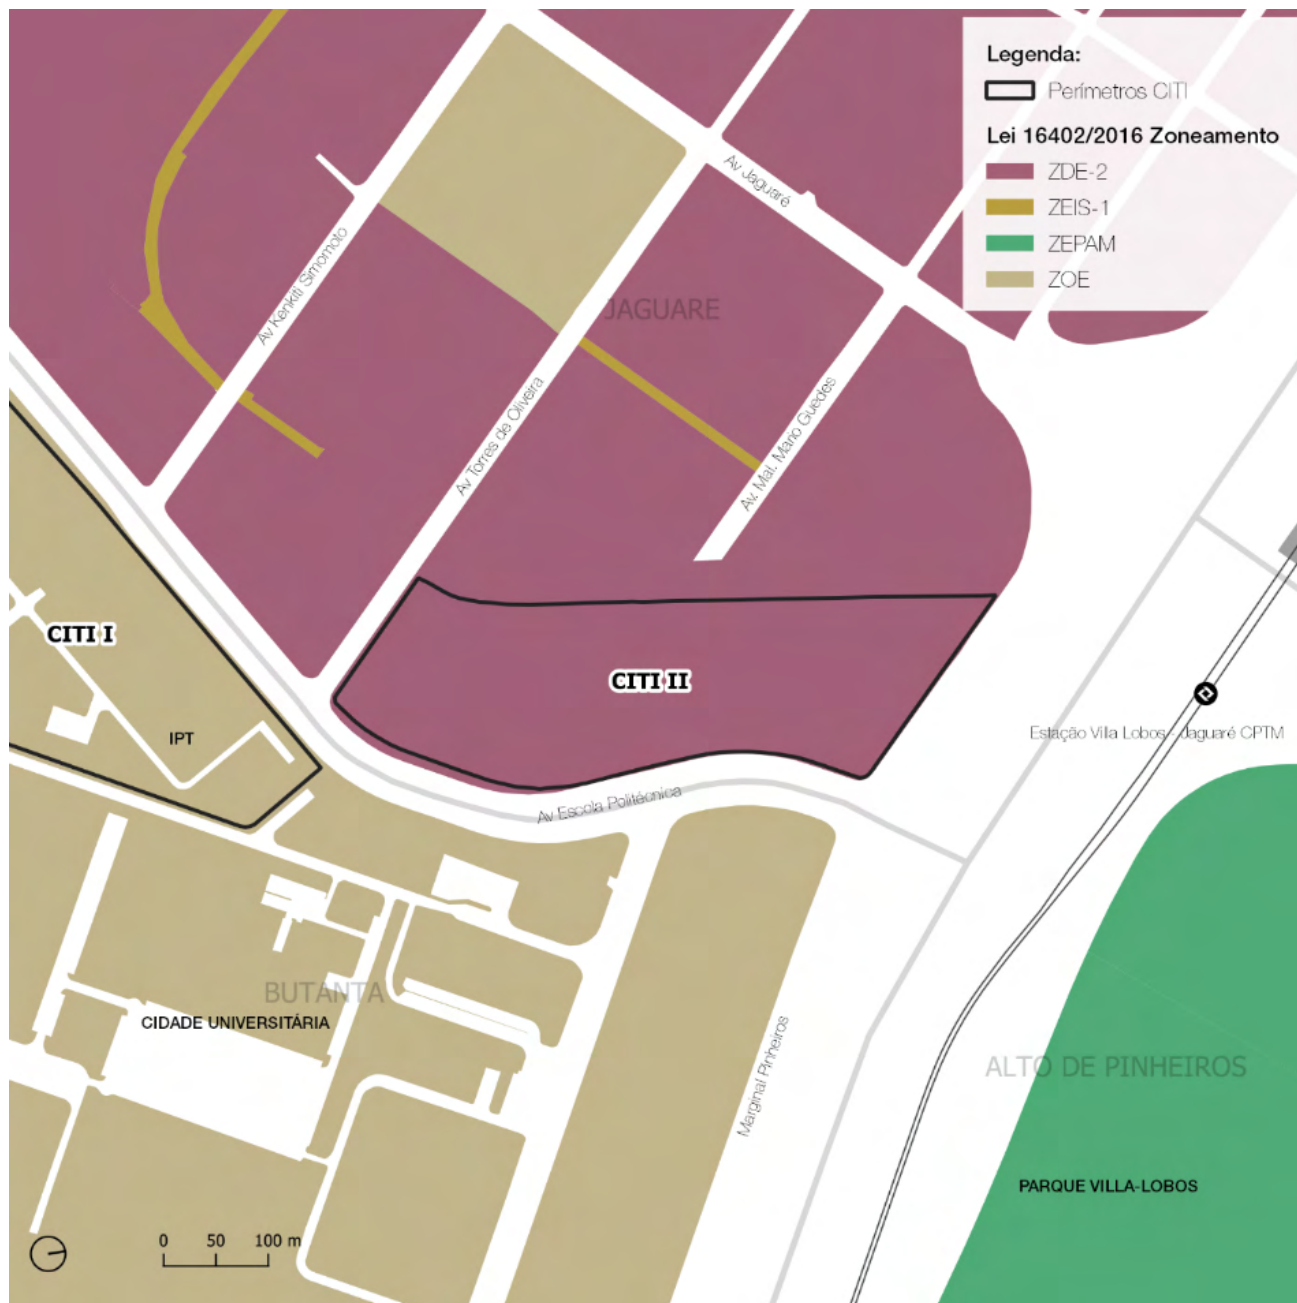 Legenda:
Perímetros CITI
Lei 16402/2016 Zoneamento
ZDE-2
ZEIS-1
ZEPAM
ZOE
Av Jaguaré
Av Kenkiti Simomoto
JAGUARE
Av Torres de Oliveira
Av. Mal. Mario Guedes
CITI I
CITI II
IPT
Estação Villa Lobos - Jaguaré CPTM
Av Escola Politécnica
BUTANTA
CIDADE UNIVERSITÁRIA
Marginal Pinheiros
ALTO DE PINHEIROS
PARQUE VILLA-LOBOS
0 50 100 m